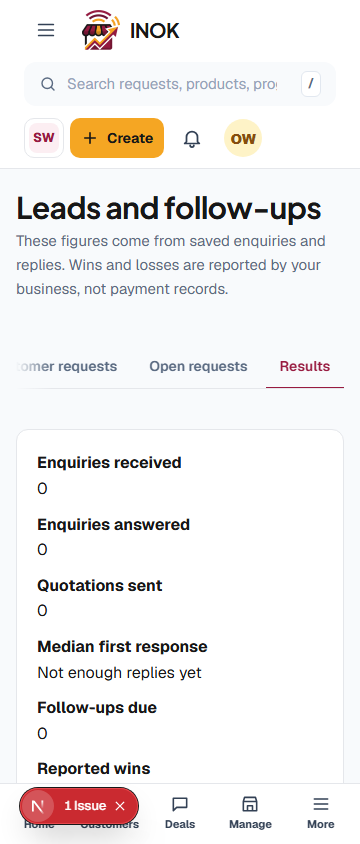 INOK
Search requests, products, pro
/
SW
Create
OW
Leads and follow-ups
These figures come from saved enquiries and
replies. Wins and losses are reported by your
business, not payment records.
omer requests
Open requests
Results
Enquiries received
0
Enquiries answered
0
Quotations sent
0
Median first response
Not enough replies yet
Follow-ups due
0
Reported wins
N
1 Issue
Home
Customers
Deals
Manage
More